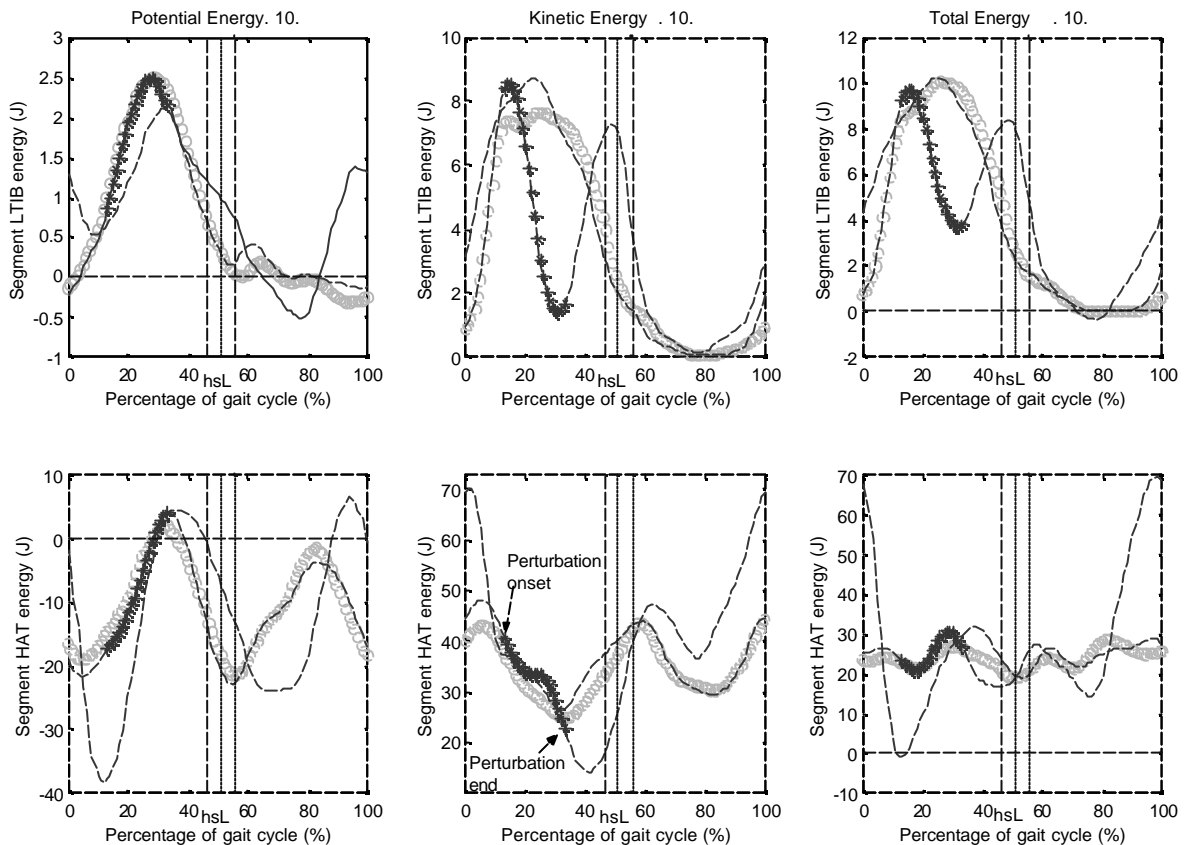 Potential Energy. 10.
Kinetic Energy . 10.
Total Energy . 10.
Segment LTIB energy (J)
3
2.5
2
1.5
1
0.5
0
-0.5
-1
0 20 40 hsL 60 80 100
Percentage of gait cycle (%)
Segment LTIB energy (J)
10
8
6
4
2
0
0 20 40 hsL 60 80 100
Percentage of gait cycle (%)
Segment LTIB energy (J)
12
10
8
6
4
2
0
-2
0 20 40 hsL 60 80 100
Percentage of gait cycle (%)
Segment HAT energy (J)
10
0
-10
-20
-30
-40
0 20 40 hsL 60 80 100
Percentage of gait cycle (%)
Segment HAT energy (J)
70
60
50
40
30
20
Perturbation
onset
Perturbation
end
0 20 40 hsL 60 80 100
Percentage of gait cycle (%)
Segment HAT energy (J)
70
60
50
40
30
20
10
0
-10
0 20 40 hsL 60 80 100
Percentage of gait cycle (%)